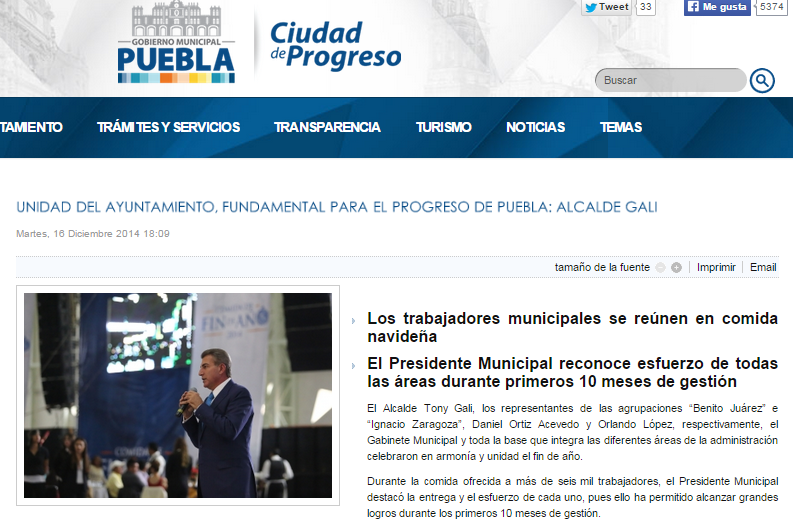 GOBIERNO MUNICIPAL
PUEBLA
Ciudad
de Progreso
Tweet 33
Me gusta 5374
Buscar
TAMIENTO TRÁMITES Y SERVICIOS TRANSPARENCIA TURISMO NOTICIAS TEMAS
UNIDAD DEL AYUNTAMIENTO, FUNDAMENTAL PARA EL PROGRESO DE PUEBLA: ALCALDE GALI
Martes, 16 Diciembre 2014 18:09
tamaño de la fuente Imprimir Email
FIN DE AÑO
2014
Los trabajadores municipales se reúnen en comida
navideña
El Presidente Municipal reconoce esfuerzo de todas
las áreas durante primeros 10 meses de gestión
El Alcalde Tony Gali, los representantes de las agrupaciones “Benito Juárez” e
“Ignacio Zaragoza”, Daniel Ortiz Acevedo y Orlando López, respectivamente, el
Gabinete Municipal y toda la base que integra las diferentes áreas de la administración
celebraron en armonía y unidad el fin de año.
Durante la comida ofrecida a más de seis mil trabajadores, el Presidente Municipal
destacó la entrega y el esfuerzo de cada uno, pues ello ha permitido alcanzar grandes
logros durante los primeros 10 meses de gestión.